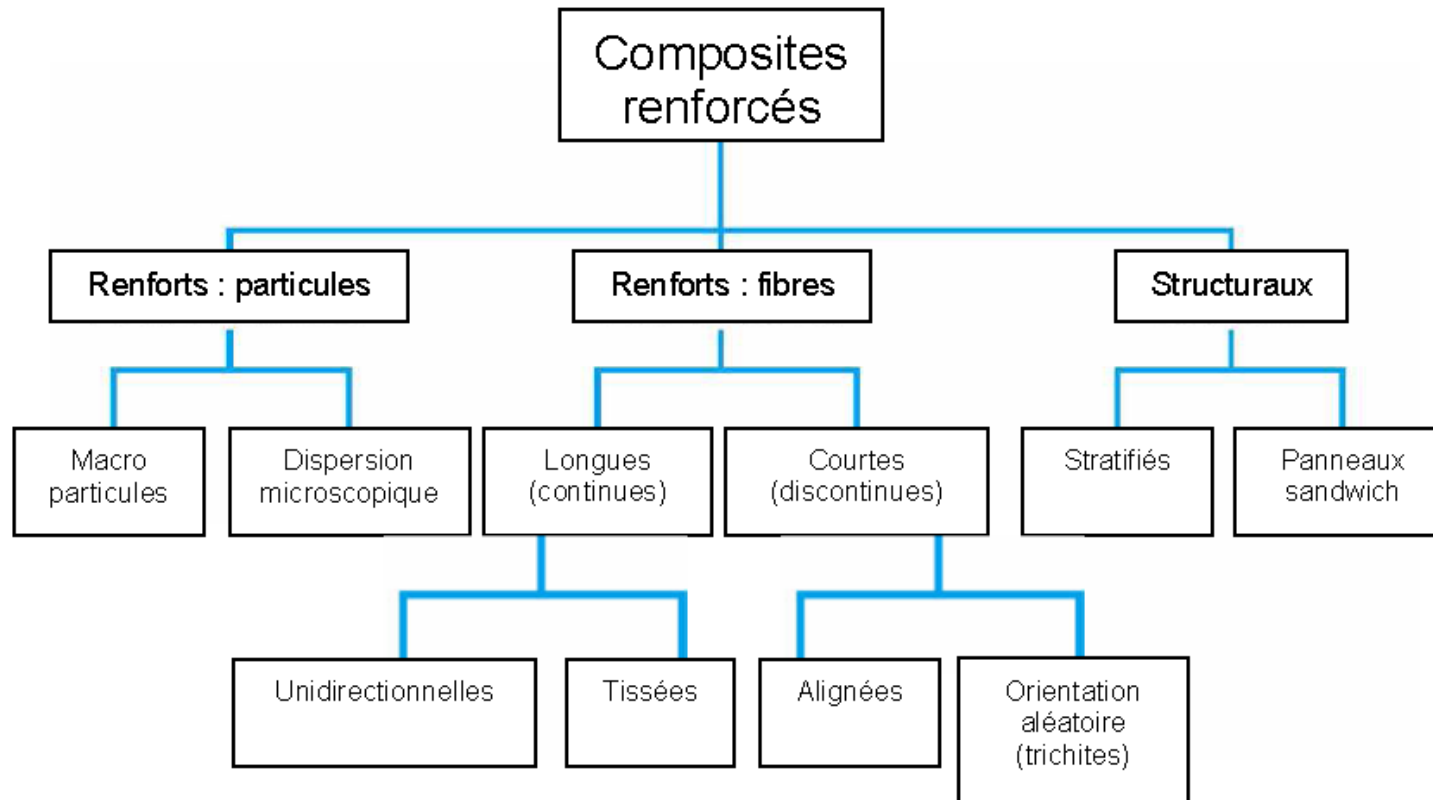 Composites
renforcés
Renforts : particules
Renforts : fibres
Structuraux
Macro
particules
Dispersion
microscopique
Longues
(continues)
Courtes
(discontinues)
Stratifiés
Panneaux
sandwich
Unidirectionnelles
Tissées
Alignées
Orientation
aléatoire
(trichites)